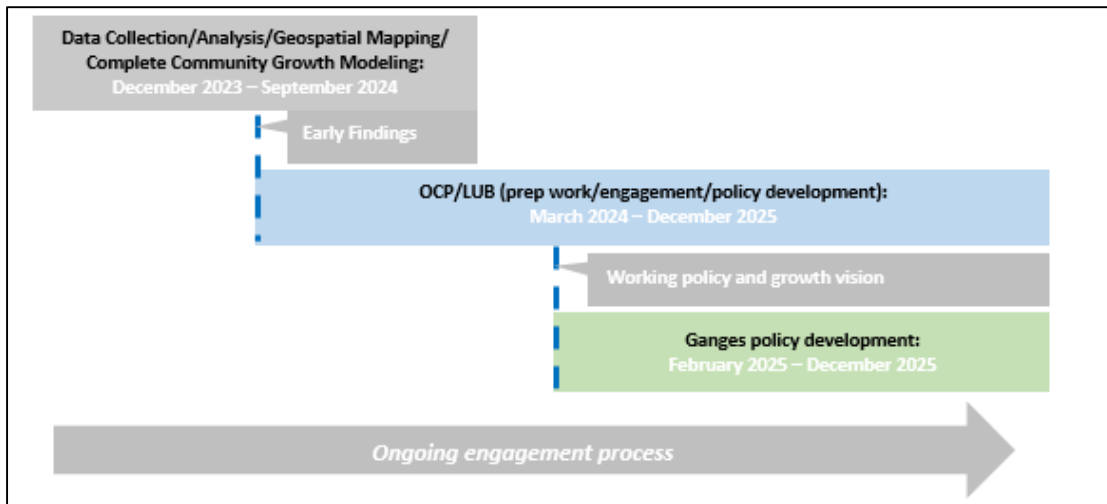 Data Collection/Analysis/Geospatial Mapping/
Complete Community Growth Modeling:
December 2023 – September 2024
Early Findings
OCP/LUB (prep work/engagement/policy development):
March 2024 – December 2025
Working policy and growth vision
Ganges policy development:
February 2025 – December 2025
Ongoing engagement process